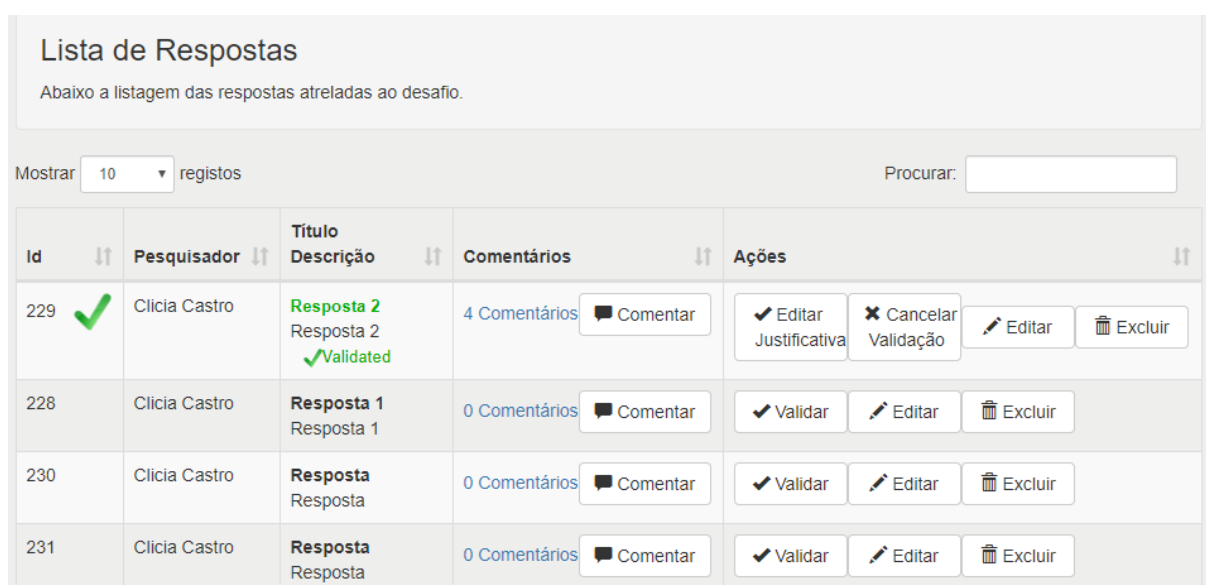 Lista de Respostas
Abaixo a listagem das respostas atreladas ao desafio.
Mostrar 10 registos Procurar:
Id Pesquisador Título Descrição Comentários Ações
229 Clicia Castro Resposta 2 4 Comentários Comentar Editar Justificativa Cancelar Validação Editar Excluir
Resposta 2
Validated
228 Clicia Castro Resposta 1 0 Comentários Comentar Validar Editar Excluir
Resposta 1
230 Clicia Castro Resposta 0 Comentários Comentar Validar Editar Excluir
Resposta
231 Clicia Castro Resposta 0 Comentários Comentar Validar Editar Excluir
Resposta